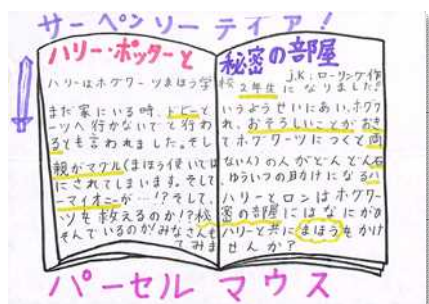 サーペンソーティア！
ハリー・ポッターと 秘密の部屋
J.K.ローリング作
ハリーはホグワーツまほう学校2年生になりました！
まだ家にいる時、ドビーというようせいにあい、ホグワ
ーツへ行かないでと行われ、おそろしいことがおき
るとも言われました。そしてホグワーツにつくと両
親がマグル(まほう使いではない人)の人がどんどん石
にされてしまいます。そして、ゆういつの目かけになるハ
ーマイオニーが…!?そして、ハリーとロンはホグワー
ツを救えるのか!?秘密の部屋にはなにがひ
そんでいるのか!みなさんもハリーと共にまほうをかけ
てみませんか？
パーセルマウス